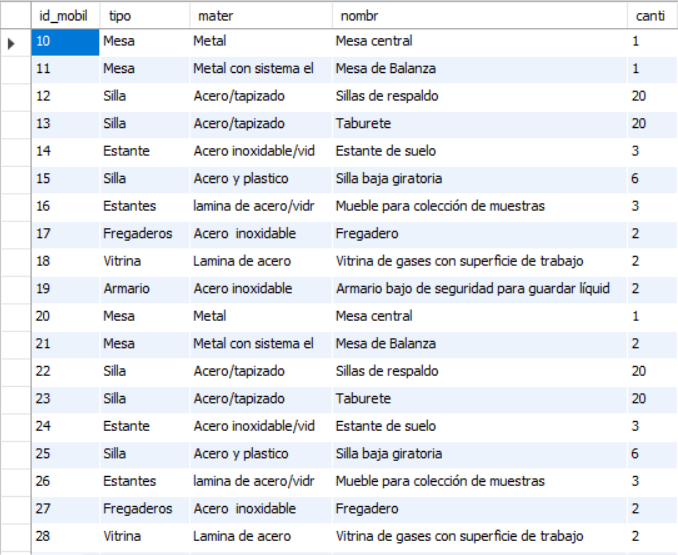 id_mobil tipo mater nombr canti
10 Mesa Metal Mesa central 1
11 Mesa Metal con sistema el Mesa de Balanza 1
12 Silla Acero/tapizado Sillas de respaldo 20
13 Silla Acero/tapizado Taburete 20
14 Estante Acero inoxidable/vid Estante de suelo 3
15 Silla Acero y plastico Silla baja giratoria 6
16 Estantes lamina de acero/vidr Mueble para colección de muestras 3
17 Fregaderos Acero  inoxidable Fregadero 2
18 Vitrina Lamina de acero Vitrina de gases con superficie de trabajo 2
19 Armario Acero inoxidable Armario bajo de seguridad para guardar líquid 2
20 Mesa Metal Mesa central 1
21 Mesa Metal con sistema el Mesa de Balanza 2
22 Silla Acero/tapizado Sillas de respaldo 20
23 Silla Acero/tapizado Taburete 20
24 Estante Acero inoxidable/vid Estante de suelo 3
25 Silla Acero y plastico Silla baja giratoria 6
26 Estantes lamina de acero/vidr Mueble para colección de muestras 3
27 Fregaderos Acero  inoxidable Fregadero 2
28 Vitrina Lamina de acero Vitrina de gases con superficie de trabajo 2